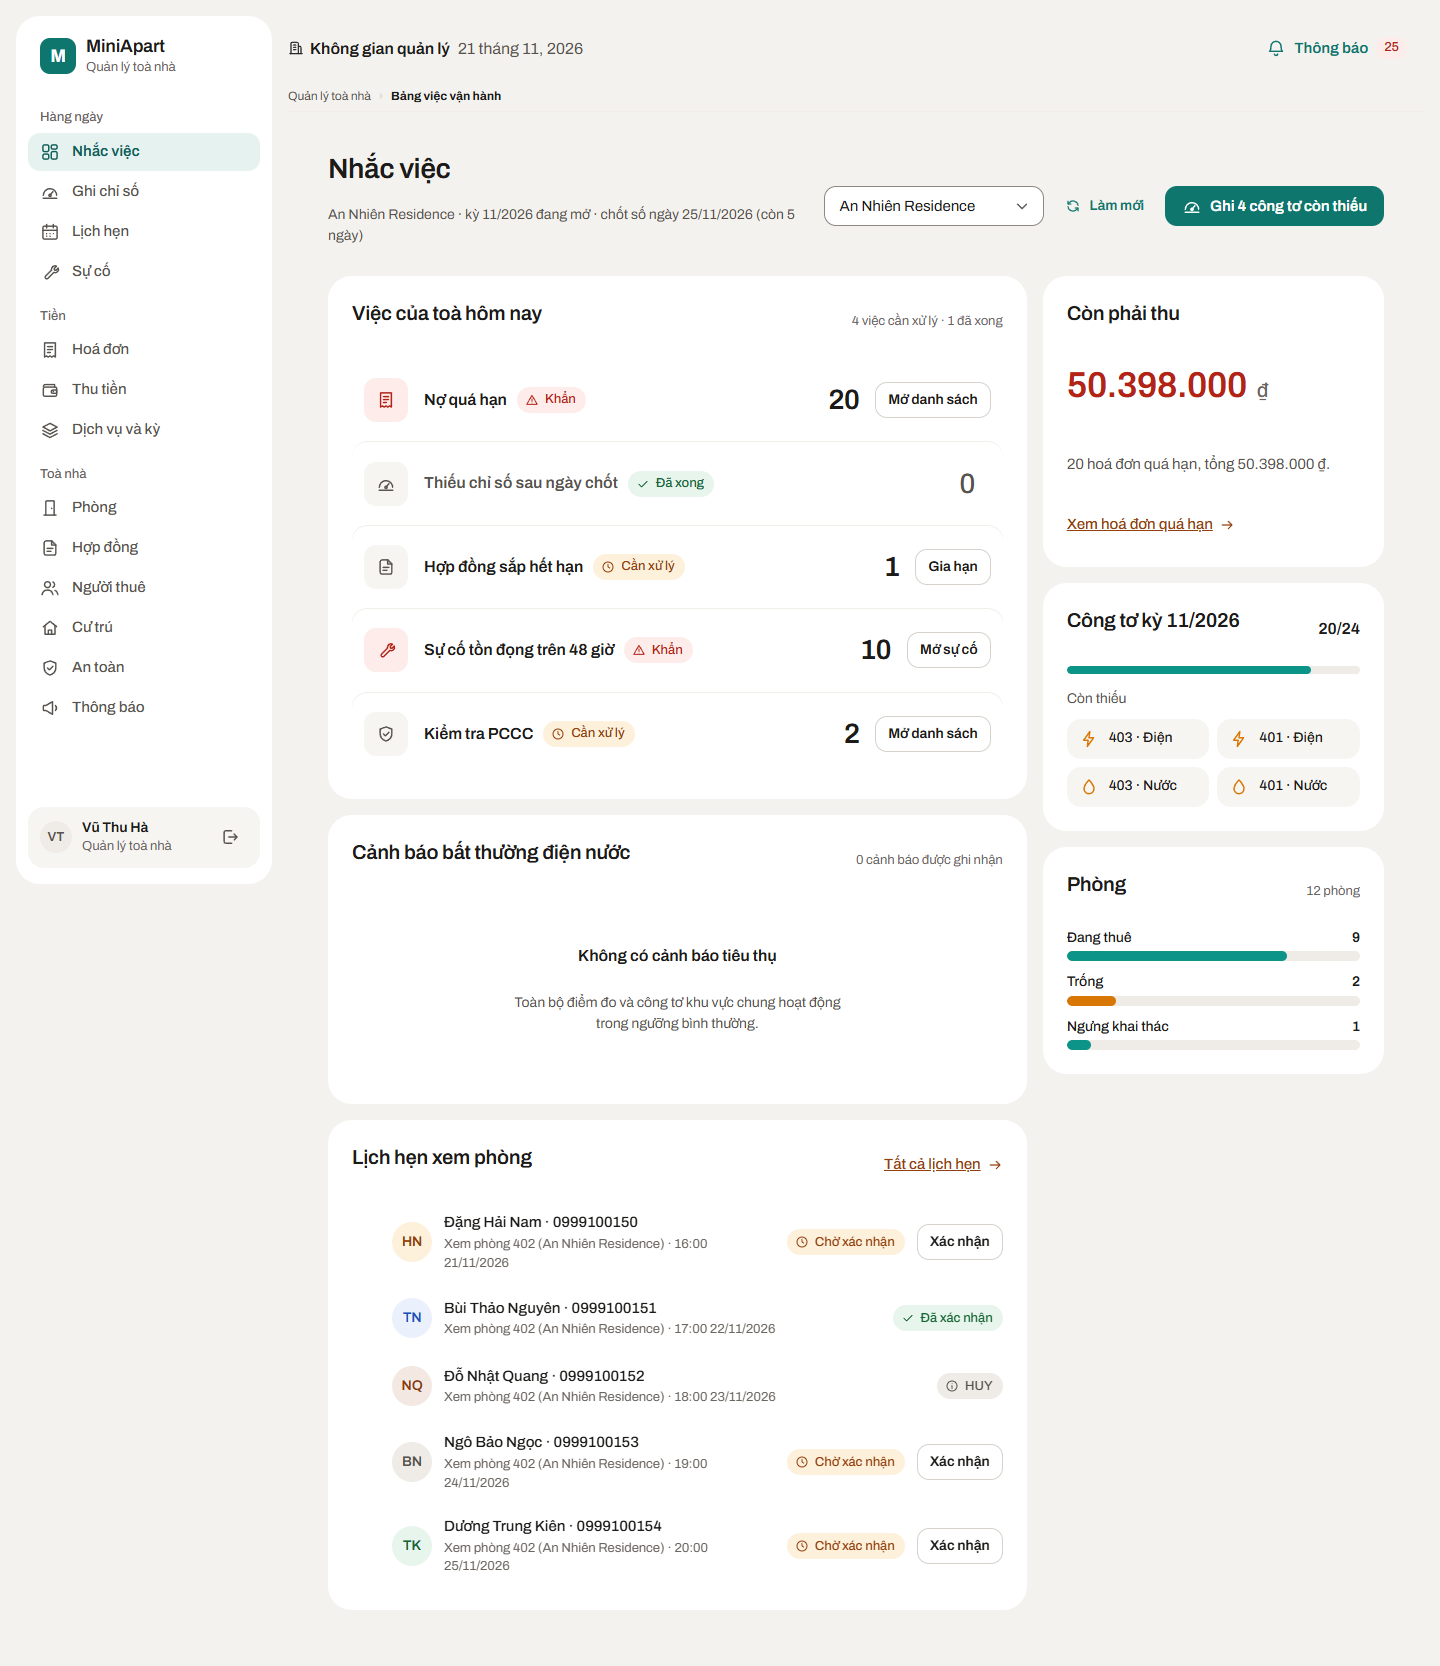 M
MiniApart
Quản lý toà nhà
Hàng ngày
Nhắc việc
Ghi chỉ số
Lịch hẹn
Sự cố
Tiền
Hoá đơn
Thu tiền
Dịch vụ và kỳ
Toà nhà
Phòng
Hợp đồng
Người thuê
Cư trú
An toàn
Thông báo
VT
Vũ Thu Hà
Quản lý toà nhà
Không gian quản lý 21 tháng 11, 2026
Thông báo 25
Quản lý toà nhà › Bảng việc vận hành
Nhắc việc
An Nhiên Residence · kỳ 11/2026 đang mở · chốt số ngày 25/11/2026 (còn 5
ngày)
An Nhiên Residence
Làm mới
Ghi 4 công tơ còn thiếu
Việc của toà hôm nay
4 việc cần xử lý · 1 đã xong
Nợ quá hạn Khẩn 20 Mở danh sách
Thiếu chỉ số sau ngày chốt Đã xong 0
Hợp đồng sắp hết hạn Cần xử lý 1 Gia hạn
Sự cố tồn đọng trên 48 giờ Khẩn 10 Mở sự cố
Kiểm tra PCCC Cần xử lý 2 Mở danh sách
Cảnh báo bất thường điện nước
0 cảnh báo được ghi nhận
Không có cảnh báo tiêu thụ
Toàn bộ điểm đo và công tơ khu vực chung hoạt động
trong ngưỡng bình thường.
Lịch hẹn xem phòng
Tất cả lịch hẹn →
HN
Đặng Hải Nam · 0999100150
Xem phòng 402 (An Nhiên Residence) · 16:00
21/11/2026
Chờ xác nhận Xác nhận
TN
Bùi Thảo Nguyên · 0999100151
Xem phòng 402 (An Nhiên Residence) · 17:00 22/11/2026
Đã xác nhận
NQ
Đỗ Nhật Quang · 0999100152
Xem phòng 402 (An Nhiên Residence) · 18:00 23/11/2026
HUY
BN
Ngô Bảo Ngọc · 0999100153
Xem phòng 402 (An Nhiên Residence) · 19:00
24/11/2026
Chờ xác nhận Xác nhận
TK
Dương Trung Kiên · 0999100154
Xem phòng 402 (An Nhiên Residence) · 20:00
25/11/2026
Chờ xác nhận Xác nhận
Còn phải thu
50.398.000 ₫
20 hoá đơn quá hạn, tổng 50.398.000 ₫.
Xem hoá đơn quá hạn →
Công tơ kỳ 11/2026
20/24
Còn thiếu
403 · Điện
401 · Điện
403 · Nước
401 · Nước
Phòng
12 phòng
Đang thuê 9
Trống 2
Ngưng khai thác 1